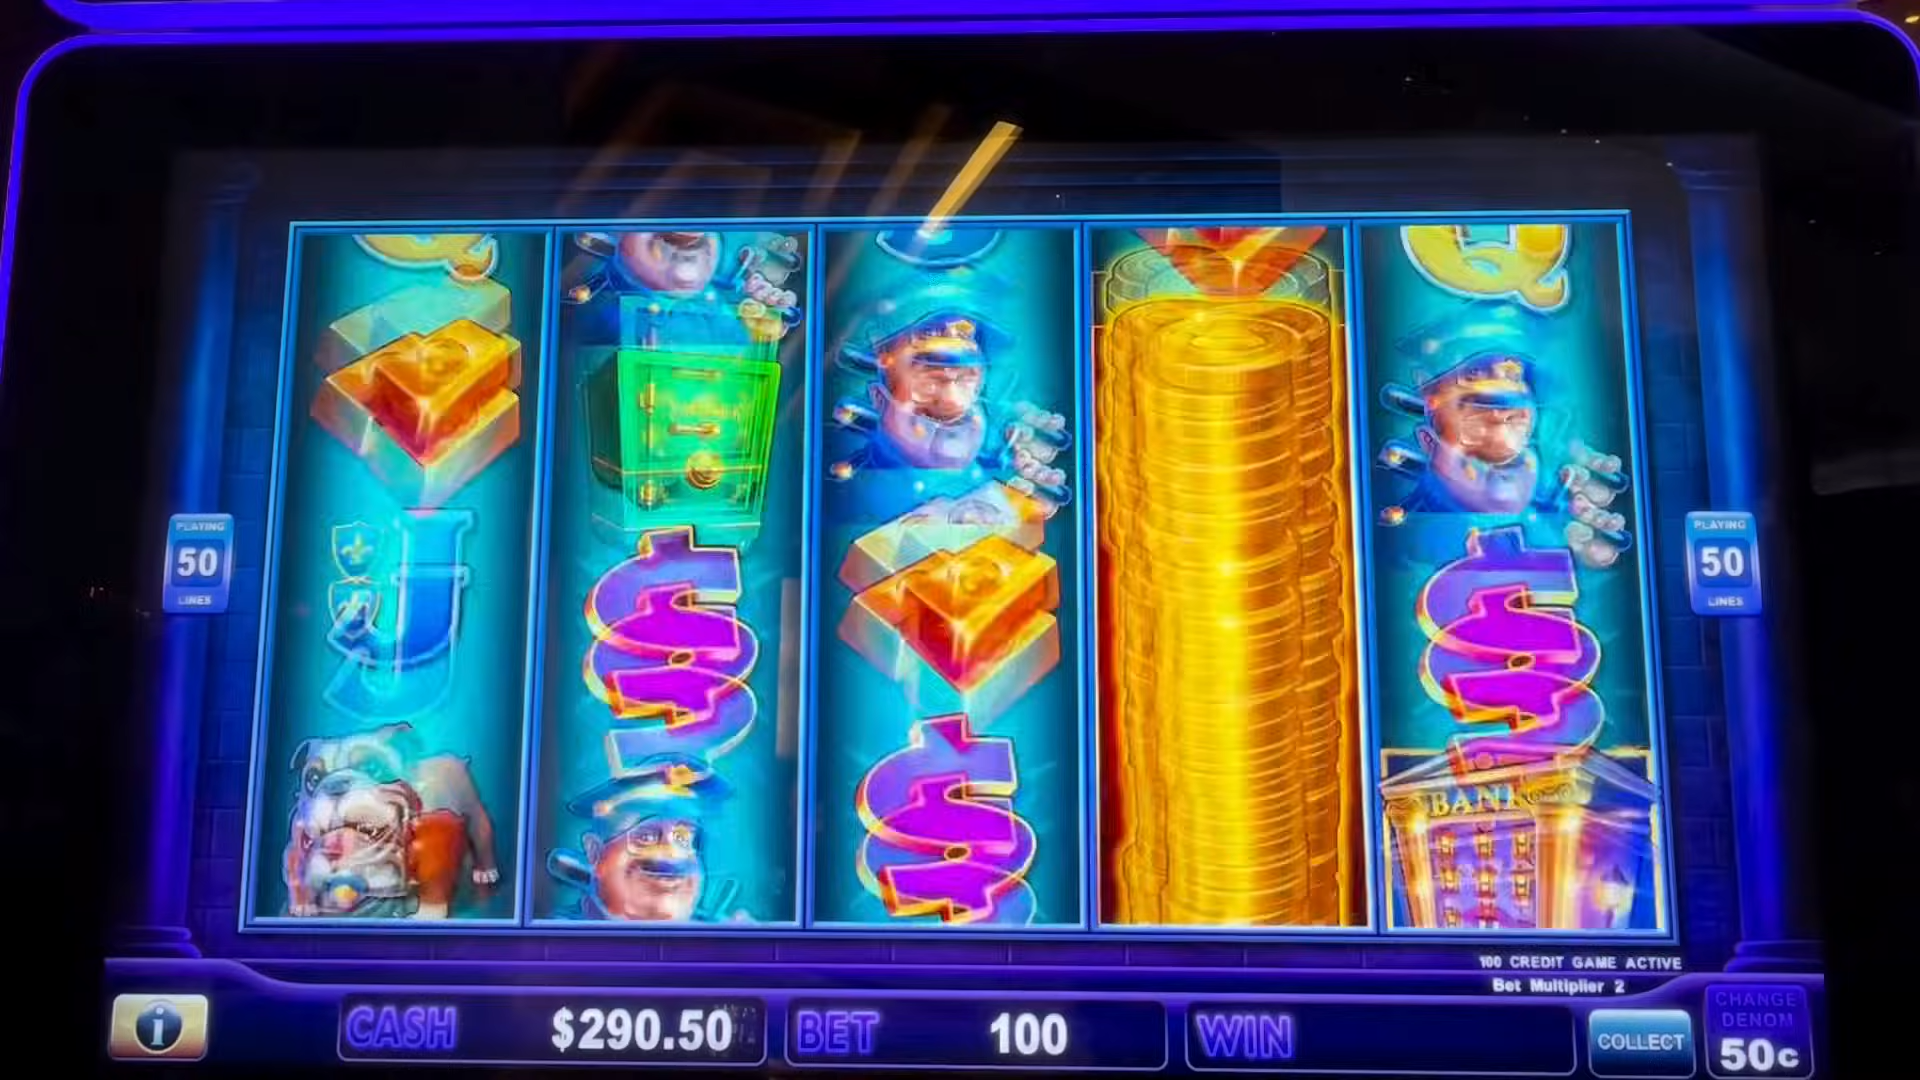 Q
Q
J
PLAYING
50
LINES
PLAYING
50
LINES
BANK
100 CREDIT GAME ACTIVE
Bet Multiplier 2
i
CASH
$290.50
BET
100
WIN
COLLECT
CHANGE
DENOM
50c